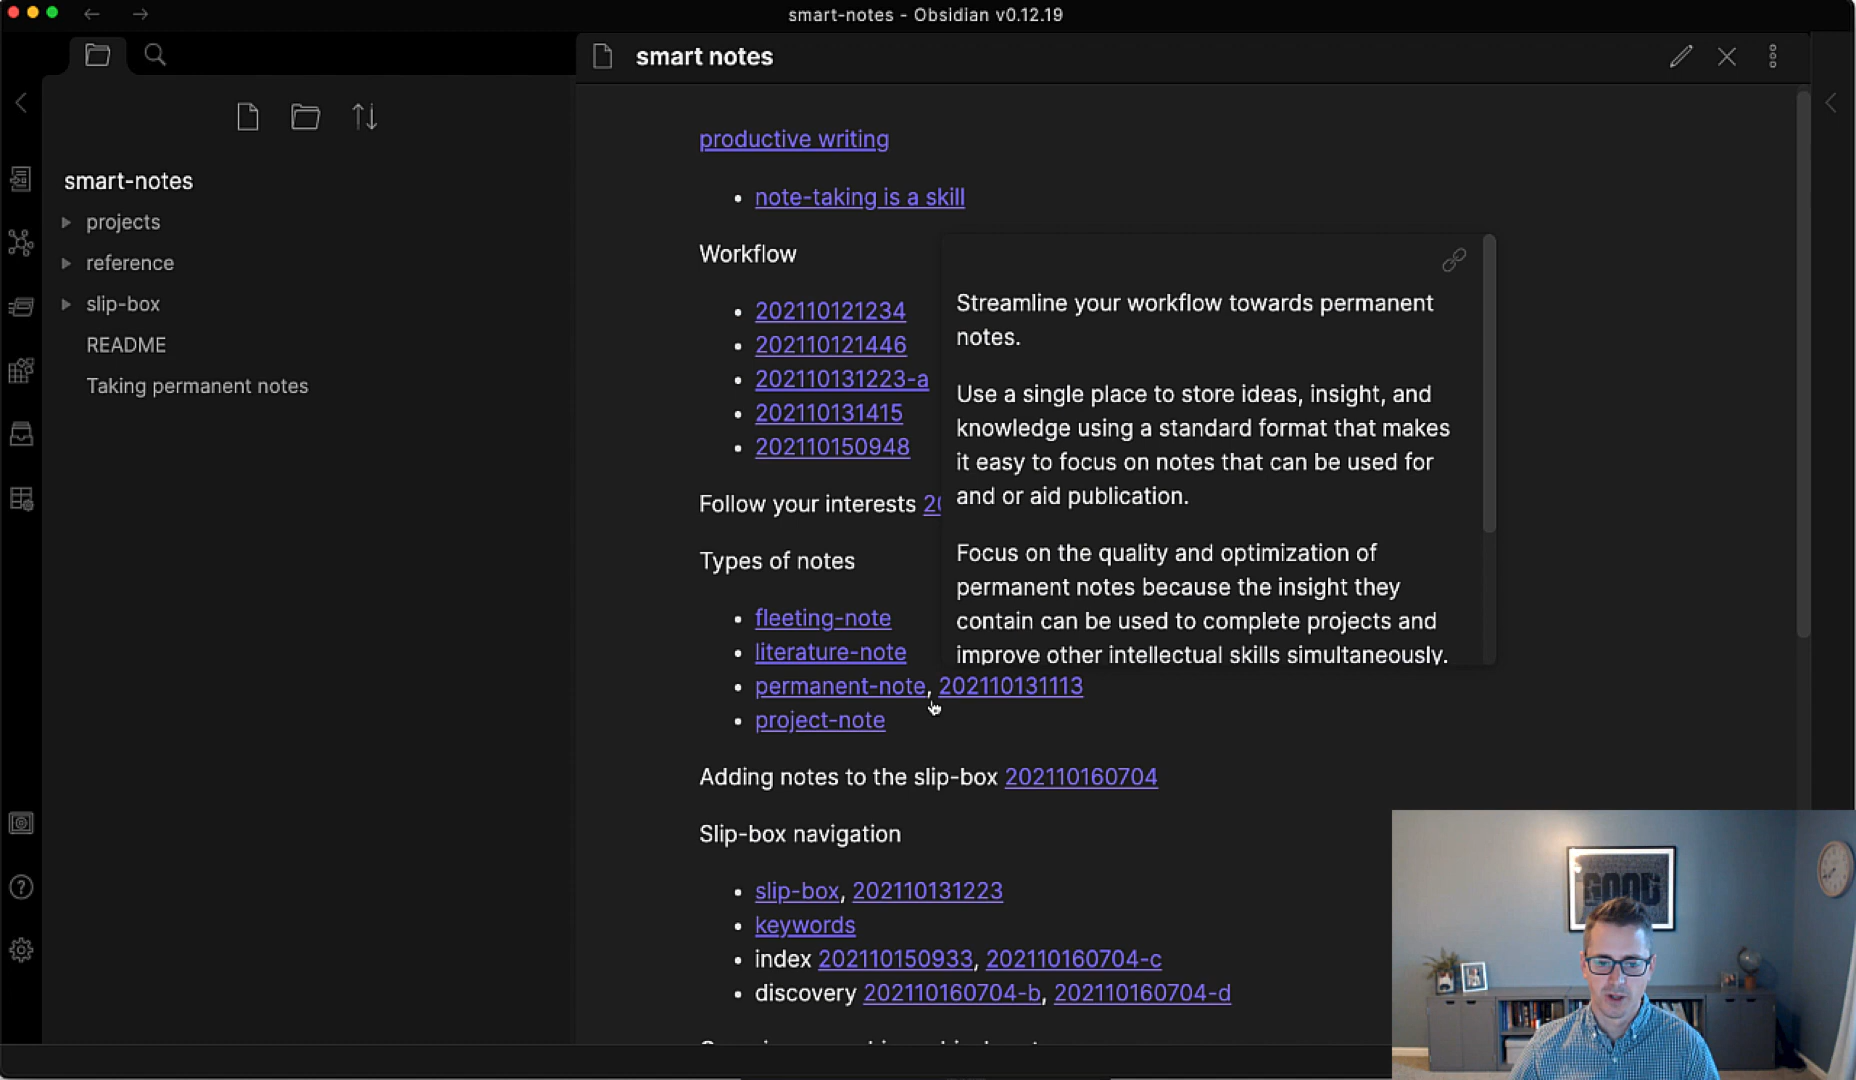 smart-notes - Obsidian v0.12.19
smart notes
smart-notes
projects
reference
slip-box
README
Taking permanent notes
productive writing
• note-taking is a skill
Workflow
• 202110121234
• 202110121446
• 202110131223-a
• 202110131415
• 202110150948
Follow your interests
Types of notes
• fleeting-note
• literature-note
• permanent-note, 202110131113
• project-note
Adding notes to the slip-box 202110160704
Slip-box navigation
• slip-box, 202110131223
• keywords
• index 202110150933, 202110160704-c
• discovery 202110160704-b, 202110160704-d
Streamline your workflow towards permanent
notes.
Use a single place to store ideas, insight, and
knowledge using a standard format that makes
it easy to focus on notes that can be used for
and or aid publication.
Focus on the quality and optimization of
permanent notes because the insight they
contain can be used to complete projects and
improve other intellectual skills simultaneously.
GOOD